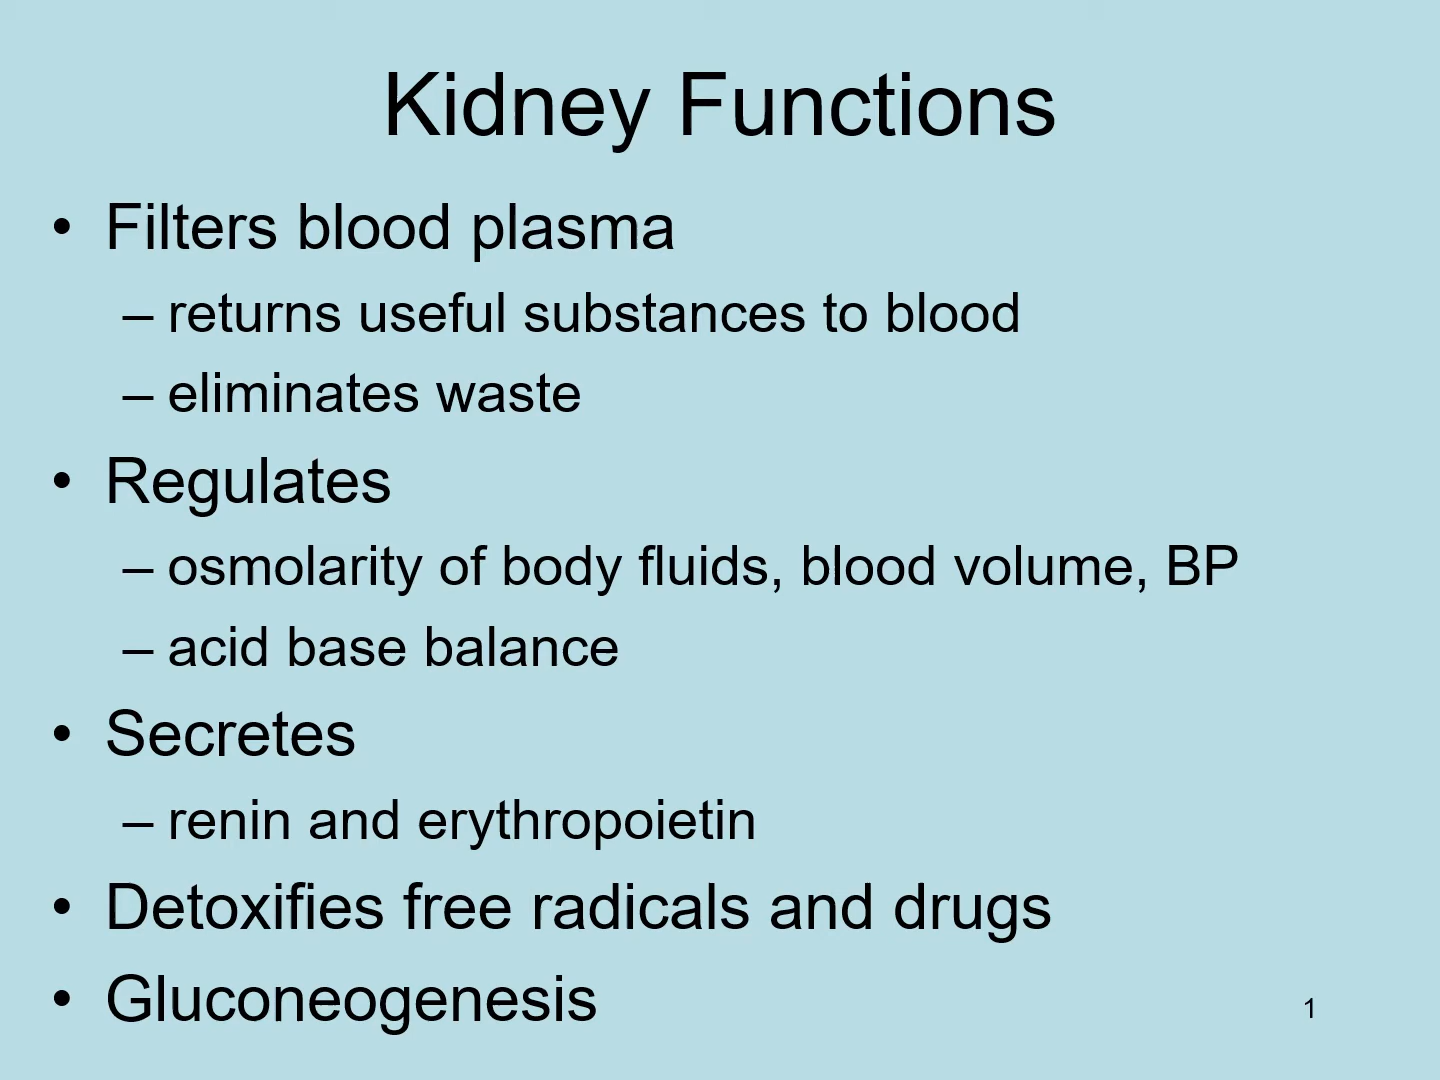 Kidney Functions
• Filters blood plasma
– returns useful substances to blood
– eliminates waste
• Regulates
– osmolarity of body fluids, blood volume, BP
– acid base balance
• Secretes
– renin and erythropoietin
• Detoxifies free radicals and drugs
• Gluconeogenesis
1